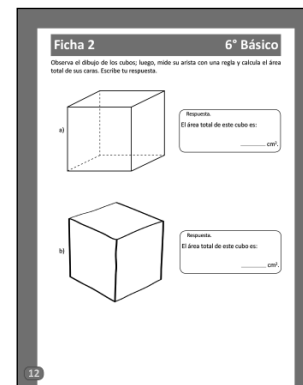 Ficha 2 6° Básico
Observa el dibujo de los cubos; luego, mide su arista con una regla y calcula el área
total de sus caras. Escribe tu respuesta.
a)
Respuesta.
El área total de este cubo es:
________ cm².
b)
Respuesta.
El área total de este cubo es:
________ cm².
12